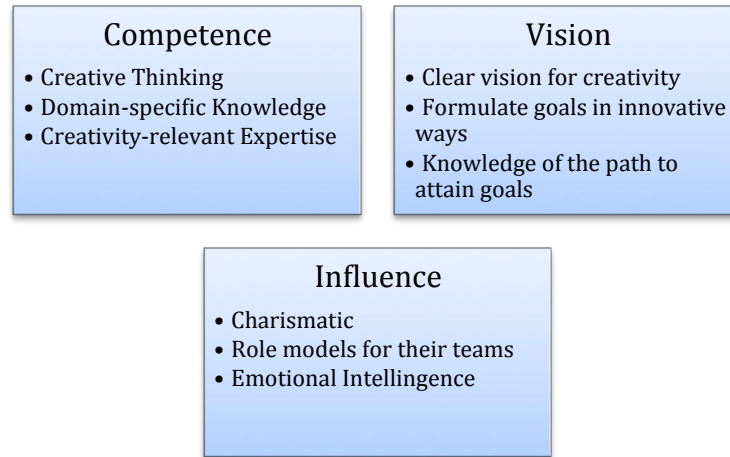 Competence
• Creative Thinking
• Domain-specific Knowledge
• Creativity-relevant Expertise
Vision
• Clear vision for creativity
• Formulate goals in innovative
ways
• Knowledge of the path to
attain goals
Influence
• Charismatic
• Role models for their teams
• Emotional Intellingence